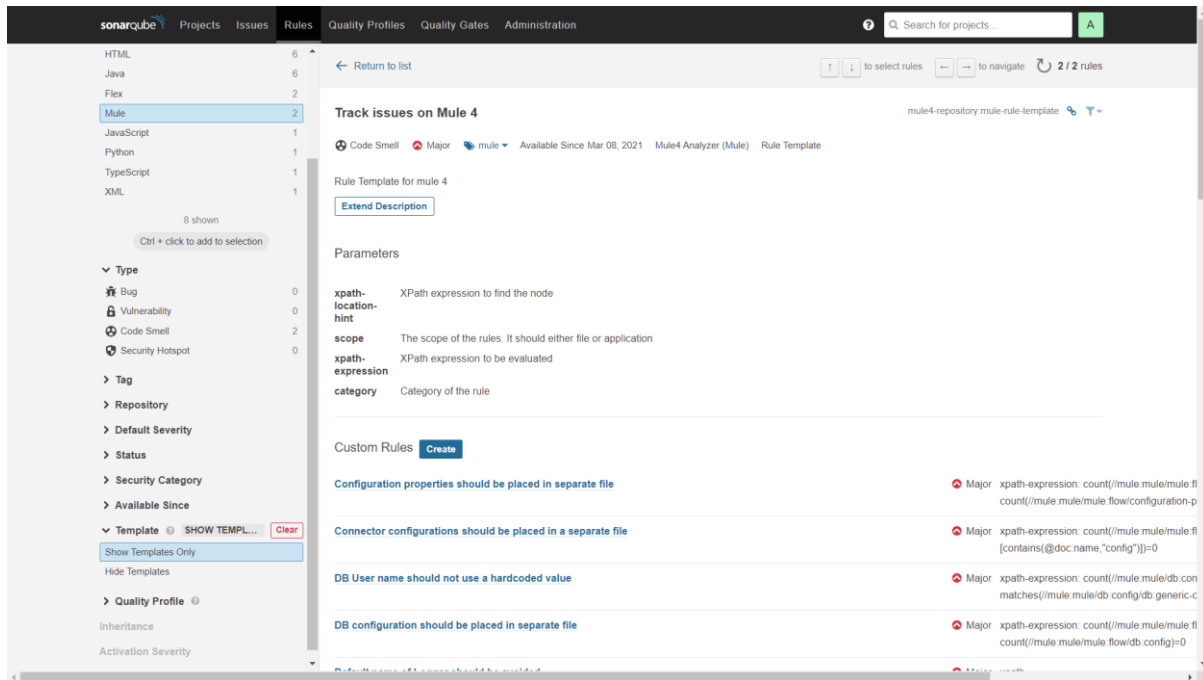 sonarqube Projects Issues Rules Quality Profiles Quality Gates Administration Search for projects... A
HTML 6
Java 6
Flex 2
Mule 2
JavaScript 1
Python 1
TypeScript 1
XML 1
8 shown
Ctrl + click to add to selection
Type
Bug 0
Vulnerability 0
Code Smell 2
Security Hotspot 0
Tag
Repository
Default Severity
Status
Security Category
Available Since
Template SHOW TEMPL... Clear
Show Templates Only
Hide Templates
Quality Profile
Inheritance
Activation Severity
← Return to list ↑ ↓ to select rules ← → to navigate 2 / 2 rules
Track issues on Mule 4 mule4-repository:mule-rule-template
Code Smell Major mule Available Since Mar 08, 2021 Mule4 Analyzer (Mule) Rule Template
Rule Template for mule 4
Extend Description
Parameters
xpath-location-hint XPath expression to find the node
scope The scope of the rules. It should either file or application
xpath-expression XPath expression to be evaluated
category Category of the rule
Custom Rules Create
Configuration properties should be placed in separate file Major xpath-expression: count(//mule:mule/mule:fl
count(//mule:mule/mule:flow/configuration-p
Connector configurations should be placed in a separate file Major xpath-expression: count(//mule:mule/mule:fl
[contains(@doc:name,"config")])=0
DB User name should not use a hardcoded value Major xpath-expression: count(//mule:mule/db:con
matches(//mule:mule/db:config/db:generic-c
DB configuration should be placed in separate file Major xpath-expression: count(//mule:mule/mule:fl
count(//mule:mule/mule:flow/db:config)=0